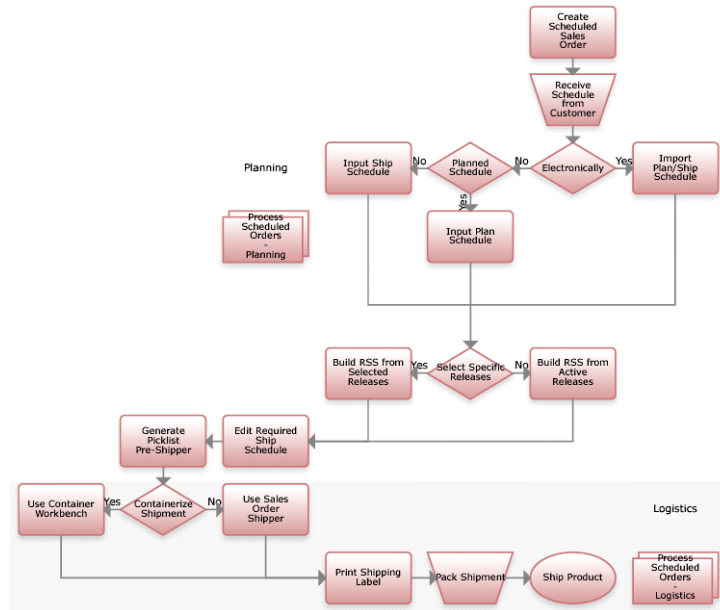 Create
Scheduled
Sales
Order
Receive
Schedule
from
Customer
Planning
Input Ship
Schedule
No
Planned
Schedule
No
Electronically
Yes
Import
Plan/Ship
Schedule
Yes
Process
Scheduled
Orders
-
Planning
Input Plan
Schedule
Build RSS from
Selected
Releases
Yes
Select Specific
Releases
No
Build RSS from
Active
Releases
Generate
Picklist
Pre-Shipper
Edit Required
Ship
Schedule
Use Container
Workbench
Yes
Containerize
Shipment
No
Use Sales
Order
Shipper
Logistics
Print Shipping
Label
Pack Shipment
Ship Product
Process
Scheduled
Orders
-
Logistics